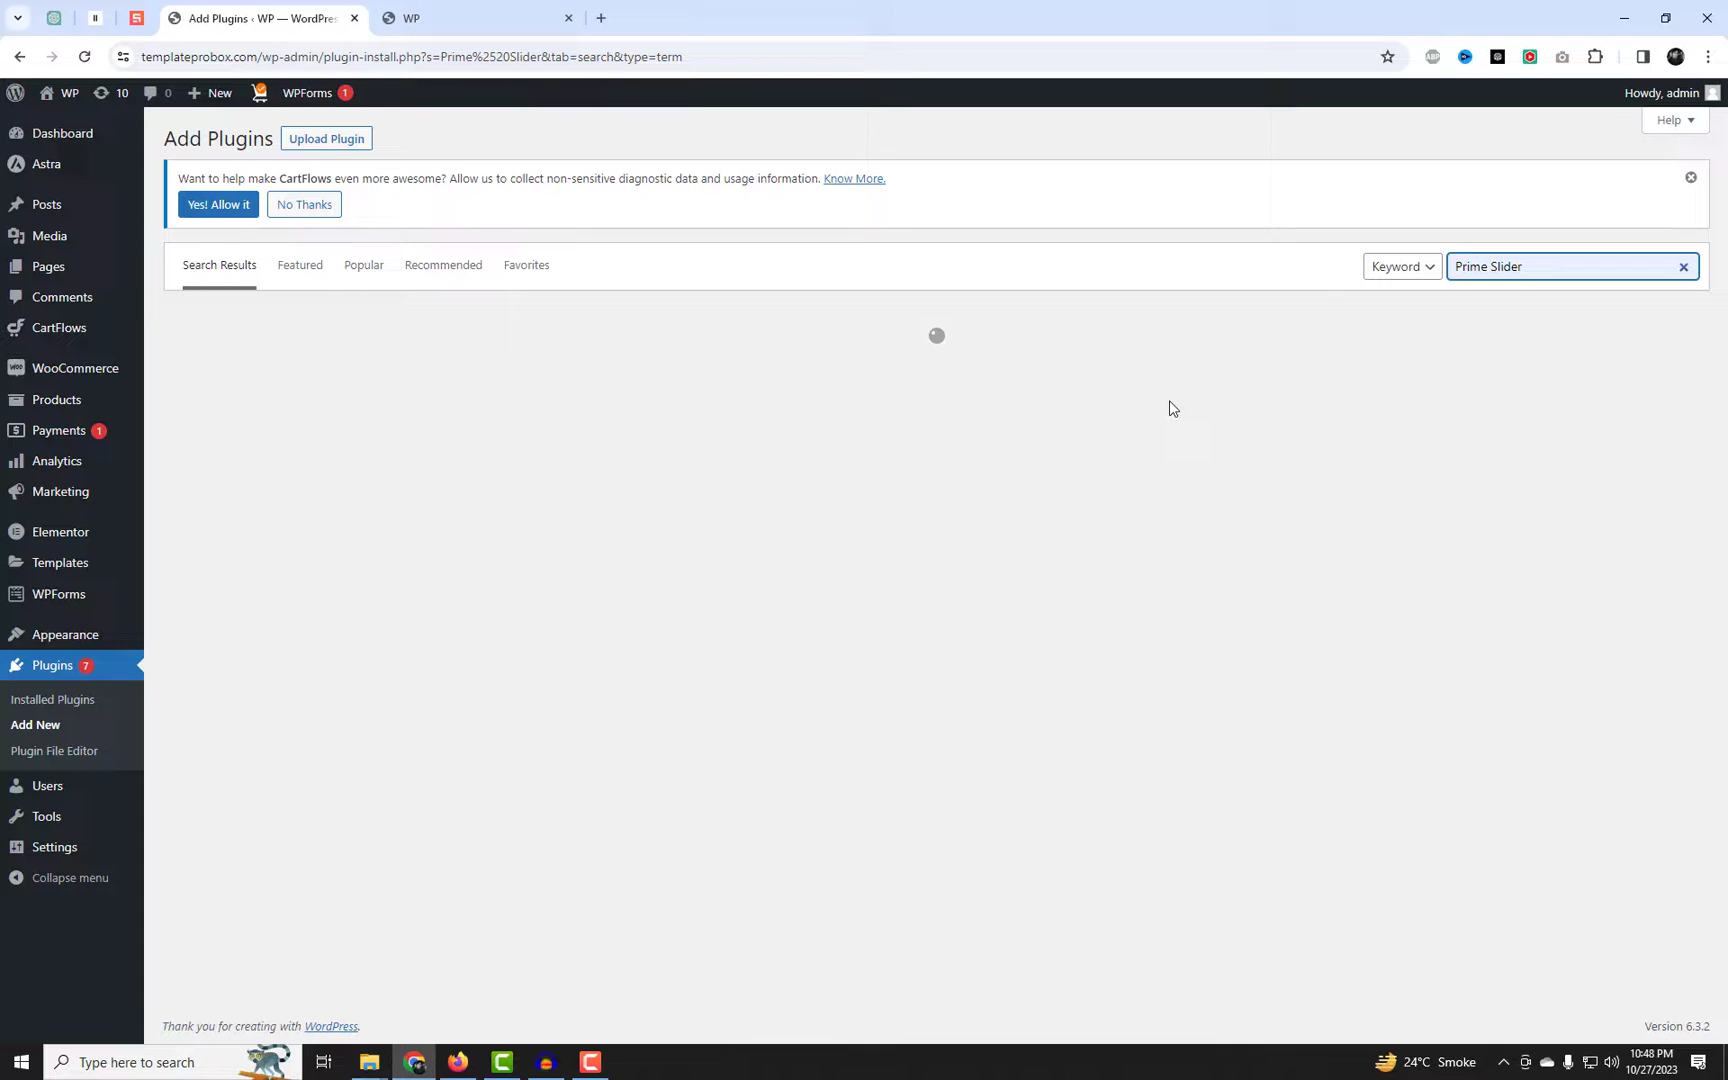 Add Plugins ‹ WP — WordPres
WP
templateprobox.com/wp-admin/plugin-install.php?s=Prime%2520Slider&tab=search&type=term
WP 10 0 New WPForms 1
Howdy, admin
Dashboard
Astra
Posts
Media
Pages
Comments
CartFlows
WooCommerce
Products
Payments 1
Analytics
Marketing
Elementor
Templates
WPForms
Appearance
Plugins 7
Installed Plugins
Add New
Plugin File Editor
Users
Tools
Settings
Collapse menu
Help
Add Plugins Upload Plugin
Want to help make CartFlows even more awesome? Allow us to collect non-sensitive diagnostic data and usage information. Know More.
Yes! Allow it No Thanks
Search Results Featured Popular Recommended Favorites Keyword Prime Slider
Thank you for creating with WordPress.
Version 6.3.2
Type here to search
24°C Smoke
10:48 PM
10/27/2023